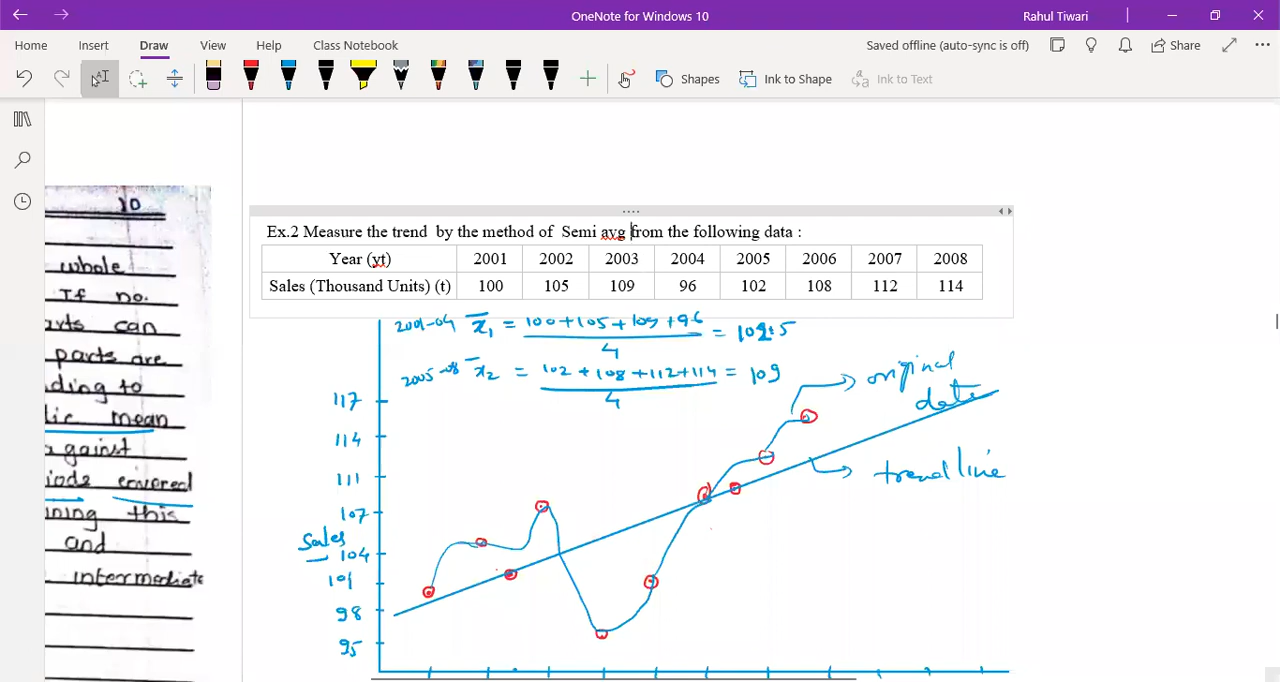 OneNote for Windows 10
Rahul Tiwari
Home Insert Draw View Help Class Notebook
Saved offline (auto-sync is off) Share
Shapes Ink to Shape Ink to Text
10
whole
If no.
arts can
parts are
ding to
ic mean
gainst
iods covered
ining this
and
intermediate
Ex.2 Measure the trend by the method of Semi avg from the following data :
Year (yt) 2001 2002 2003 2004 2005 2006 2007 2008
Sales (Thousand Units) (t) 100 105 109 96 102 108 112 114
2001-04 x̄₁ = 100+105+109+96 / 4 = 102.5
2005-08 x̄₂ = 102+108+112+114 / 4 = 109
original
data
trend line
117
114
111
107
Sales
104
101
98
95